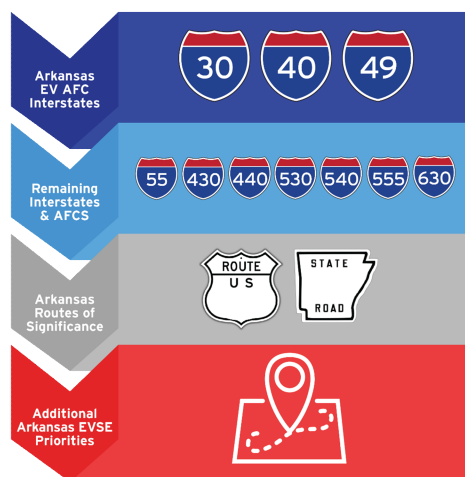 Arkansas
EV AFC
Interstates
30 40 49
Remaining
Interstates
& AFCS
55 430 440 530 540 555 630
Arkansas
Routes of
Significance
ROUTE
U S
STATE
ROAD
Additional
Arkansas EVSE
Priorities